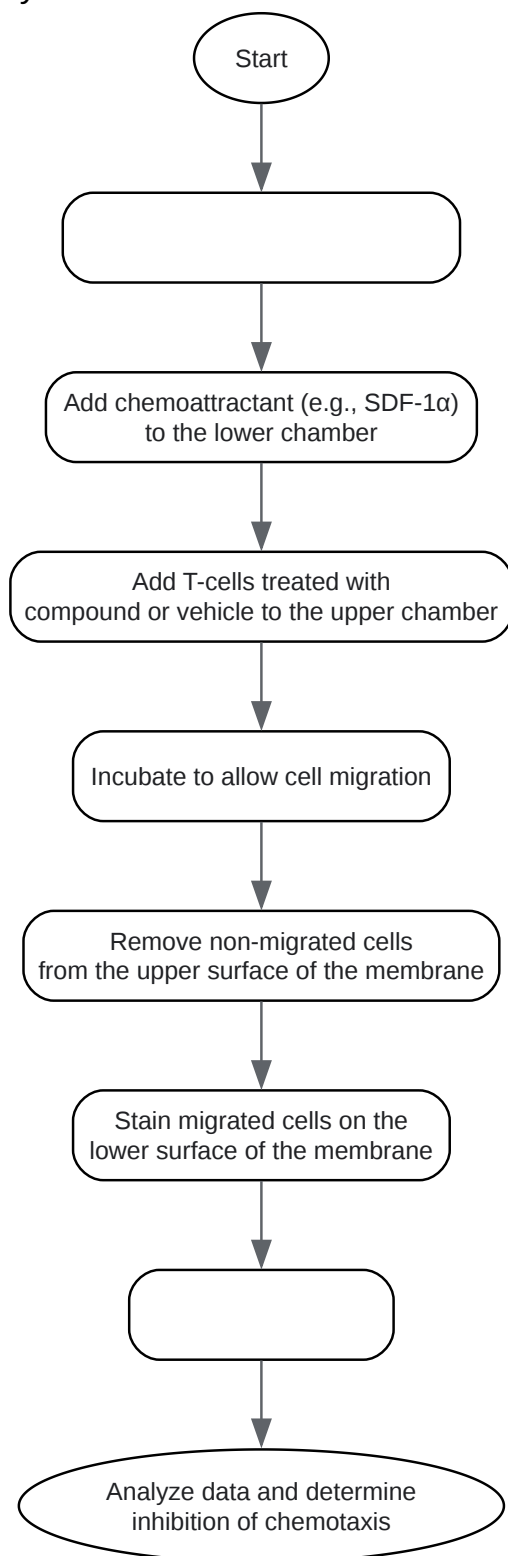 Start
Add chemoattractant (e.g., SDF-1α)
to the lower chamber
Add T-cells treated with
compound or vehicle to the upper chamber
Incubate to allow cell migration
Remove non-migrated cells
from the upper surface of the membrane
Stain migrated cells on the
lower surface of the membrane
Analyze data and determine
inhibition of chemotaxis